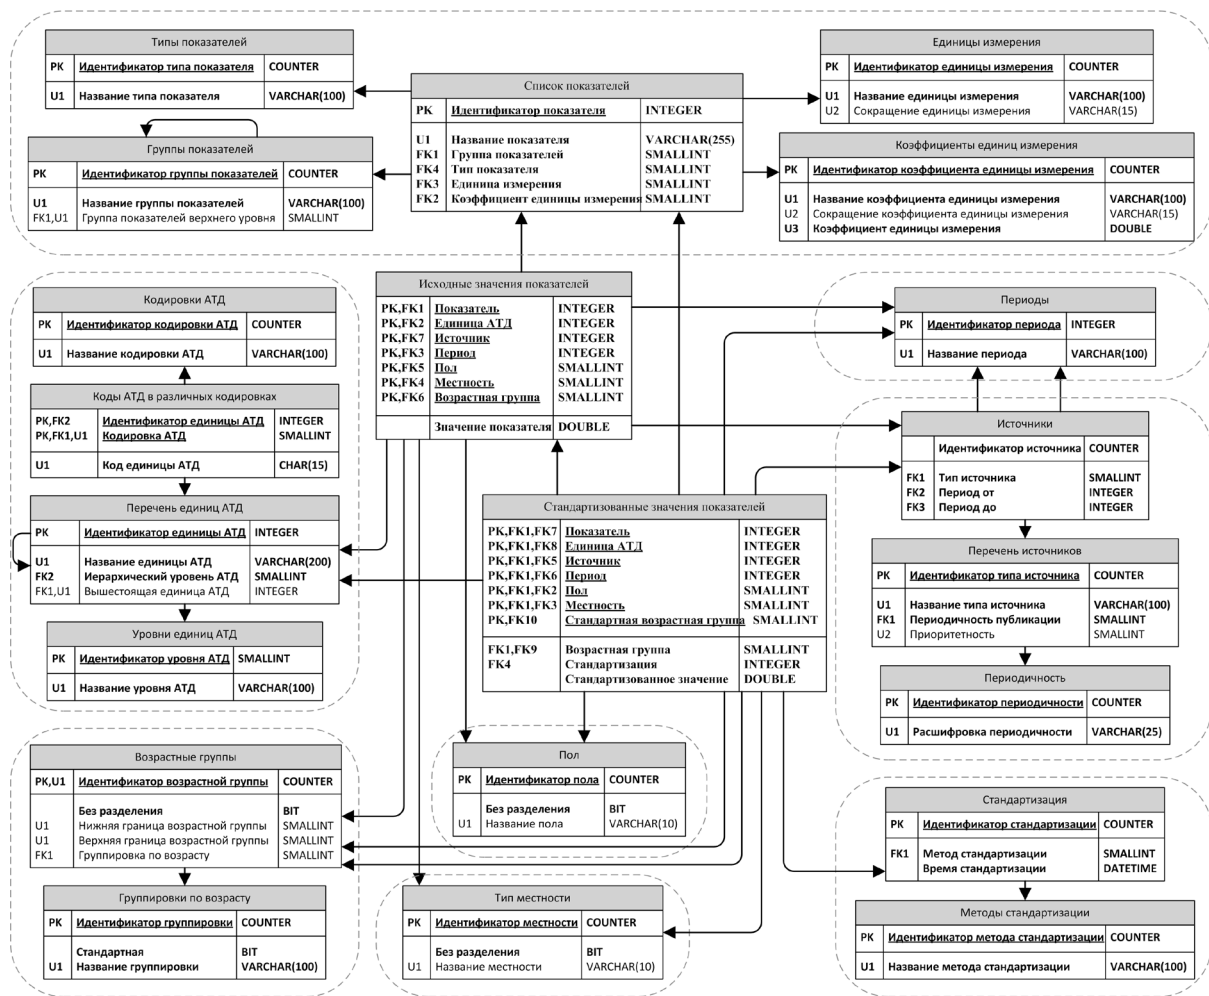 Типы показателей
PK Идентификатор типа показателя COUNTER
U1 Название типа показателя VARCHAR(100)
Список показателей
PK Идентификатор показателя INTEGER
U1 Название показателя VARCHAR(255)
FK1 Группа показателей SMALLINT
FK4 Тип показателя SMALLINT
FK3 Единица измерения SMALLINT
FK2 Коэффициент единицы измерения SMALLINT
Единицы измерения
PK Идентификатор единицы измерения COUNTER
U1 Название единицы измерения VARCHAR(100)
U2 Сокращение единицы измерения VARCHAR(15)
Группы показателей
PK Идентификатор группы показателей COUNTER
U1 Название группы показателей VARCHAR(100)
FK1,U1 Группа показателей верхнего уровня SMALLINT
Коэффициенты единиц измерения
PK Идентификатор коэффициента единицы измерения COUNTER
U1 Название коэффициента единицы измерения VARCHAR(100)
U2 Сокращение коэффициента единицы измерения VARCHAR(15)
U3 Коэффициент единицы измерения DOUBLE
Кодировки АТД
PK Идентификатор кодировки АТД COUNTER
U1 Название кодировки АТД VARCHAR(100)
Исходные значения показателей
PK,FK1 Показатель INTEGER
PK,FK2 Единица АТД INTEGER
PK,FK7 Источник INTEGER
PK,FK3 Период INTEGER
PK,FK5 Пол SMALLINT
PK,FK4 Местность SMALLINT
PK,FK6 Возрастная группа SMALLINT
Значение показателя DOUBLE
Периоды
PK Идентификатор периода INTEGER
U1 Название периода VARCHAR(100)
Коды АТД в различных кодировках
PK,FK2 Идентификатор единицы АТД INTEGER
PK,FK1,U1 Кодировка АТД SMALLINT
U1 Код единицы АТД CHAR(15)
Источники
Идентификатор источника COUNTER
FK1 Тип источника SMALLINT
FK2 Период от INTEGER
FK3 Период до INTEGER
Перечень единиц АТД
PK Идентификатор единицы АТД INTEGER
U1 Название единицы АТД VARCHAR(200)
FK2 Иерархический уровень АТД SMALLINT
FK1,U1 Вышестоящая единица АТД INTEGER
Стандартизованные значения показателей
PK,FK1,FK7 Показатель INTEGER
PK,FK1,FK8 Единица АТД INTEGER
PK,FK1,FK5 Источник INTEGER
PK,FK1,FK6 Период INTEGER
PK,FK1,FK2 Пол SMALLINT
PK,FK1,FK3 Местность SMALLINT
PK,FK10 Стандартная возрастная группа SMALLINT
FK1,FK9 Возрастная группа SMALLINT
FK4 Стандартизация INTEGER
Стандартизованное значение DOUBLE
Перечень источников
PK Идентификатор типа источника COUNTER
U1 Название типа источника VARCHAR(100)
FK1 Периодичность публикации SMALLINT
U2 Приоритетность SMALLINT
Уровни единиц АТД
PK Идентификатор уровня АТД SMALLINT
U1 Название уровня АТД VARCHAR(100)
Периодичность
PK Идентификатор периодичности COUNTER
U1 Расшифровка периодичности VARCHAR(25)
Возрастные группы
PK,U1 Идентификатор возрастной группы COUNTER
Без разделения BIT
U1 Нижняя граница возрастной группы SMALLINT
U1 Верхняя граница возрастной группы SMALLINT
FK1 Группировка по возрасту SMALLINT
Пол
PK Идентификатор пола COUNTER
Без разделения BIT
U1 Название пола VARCHAR(10)
Стандартизация
PK Идентификатор стандартизации COUNTER
FK1 Метод стандартизации SMALLINT
Время стандартизации DATETIME
Группировки по возрасту
PK Идентификатор группировки COUNTER
Стандартная BIT
U1 Название группировки VARCHAR(100)
Тип местности
PK Идентификатор местности COUNTER
Без разделения BIT
U1 Название местности VARCHAR(10)
Методы стандартизации
PK Идентификатор метода стандартизации COUNTER
U1 Название метода стандартизации VARCHAR(100)